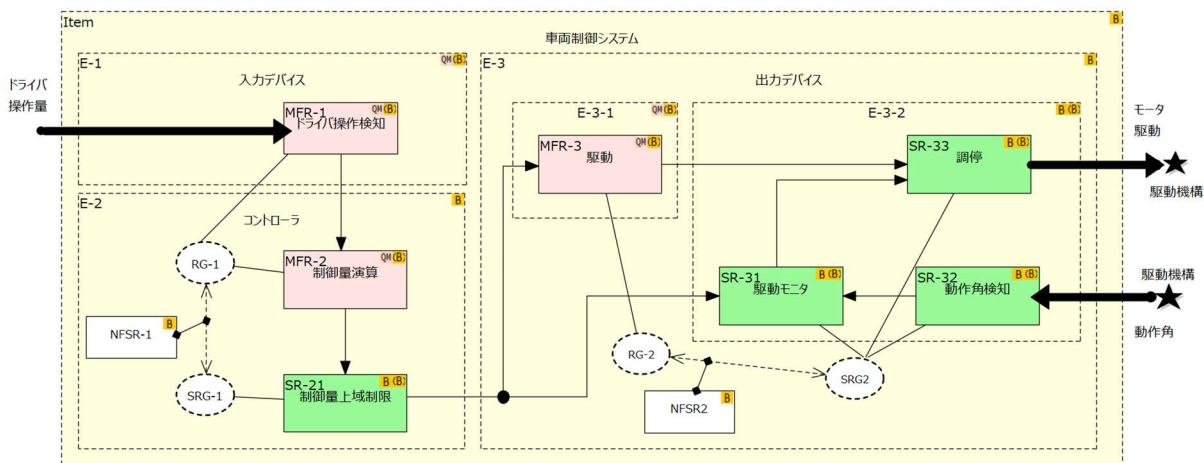 Item
B
車両制御システム
E-1
QM(B)
入力デバイス
ドライバ
操作量
MFR-1
QM(B)
ドライバ操作検知
E-2
B
コントローラ
RG-1
MFR-2
QM(B)
制御量演算
NFSR-1
B
SRG-1
SR-21
B(B)
制御量上域制限
E-3
B
出力デバイス
E-3-1
QM(B)
MFR-3
QM(B)
駆動
E-3-2
B(B)
SR-33
B(B)
調停
SR-31
B(B)
駆動モニタ
SR-32
B(B)
動作角検知
RG-2
SRG2
NFSR2
B
モータ
駆動
駆動機構
駆動機構
動作角